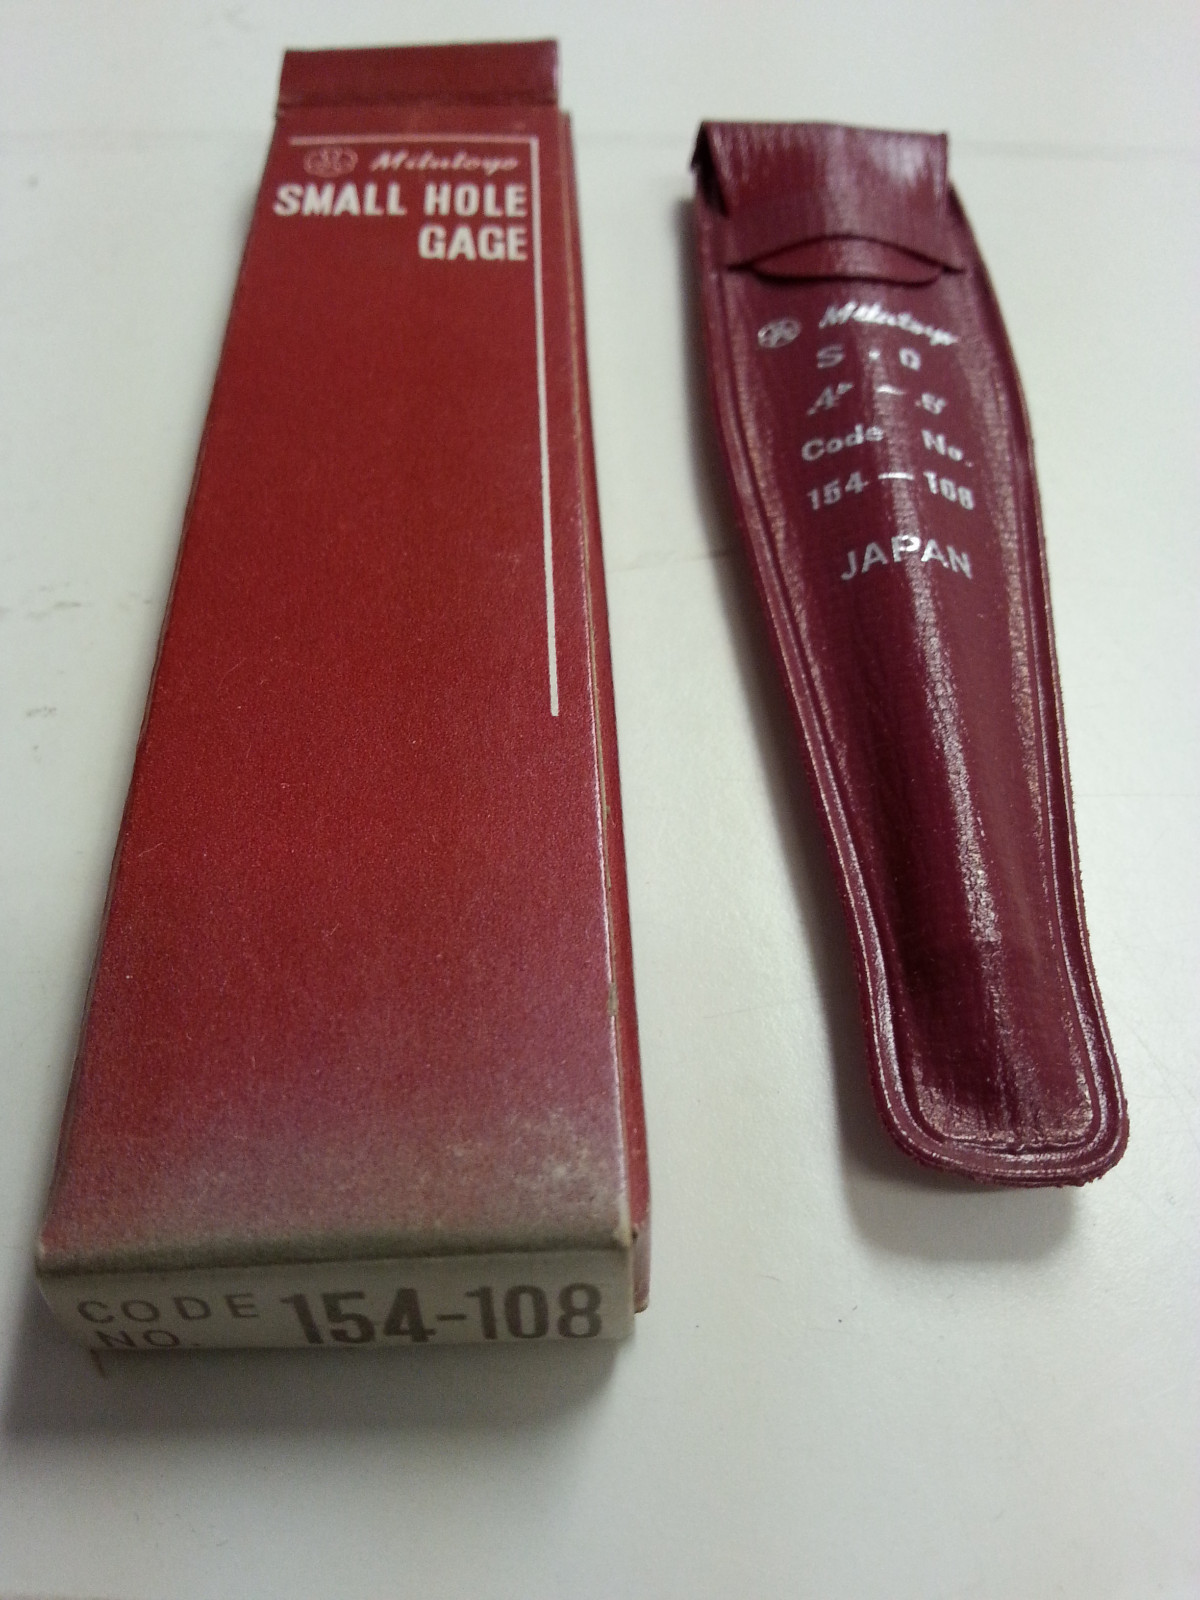 Mitutoyo
SMALL HOLE
GAGE
CODE
NO. 154-108
Mitutoyo
Code No.
154—108
JAPAN